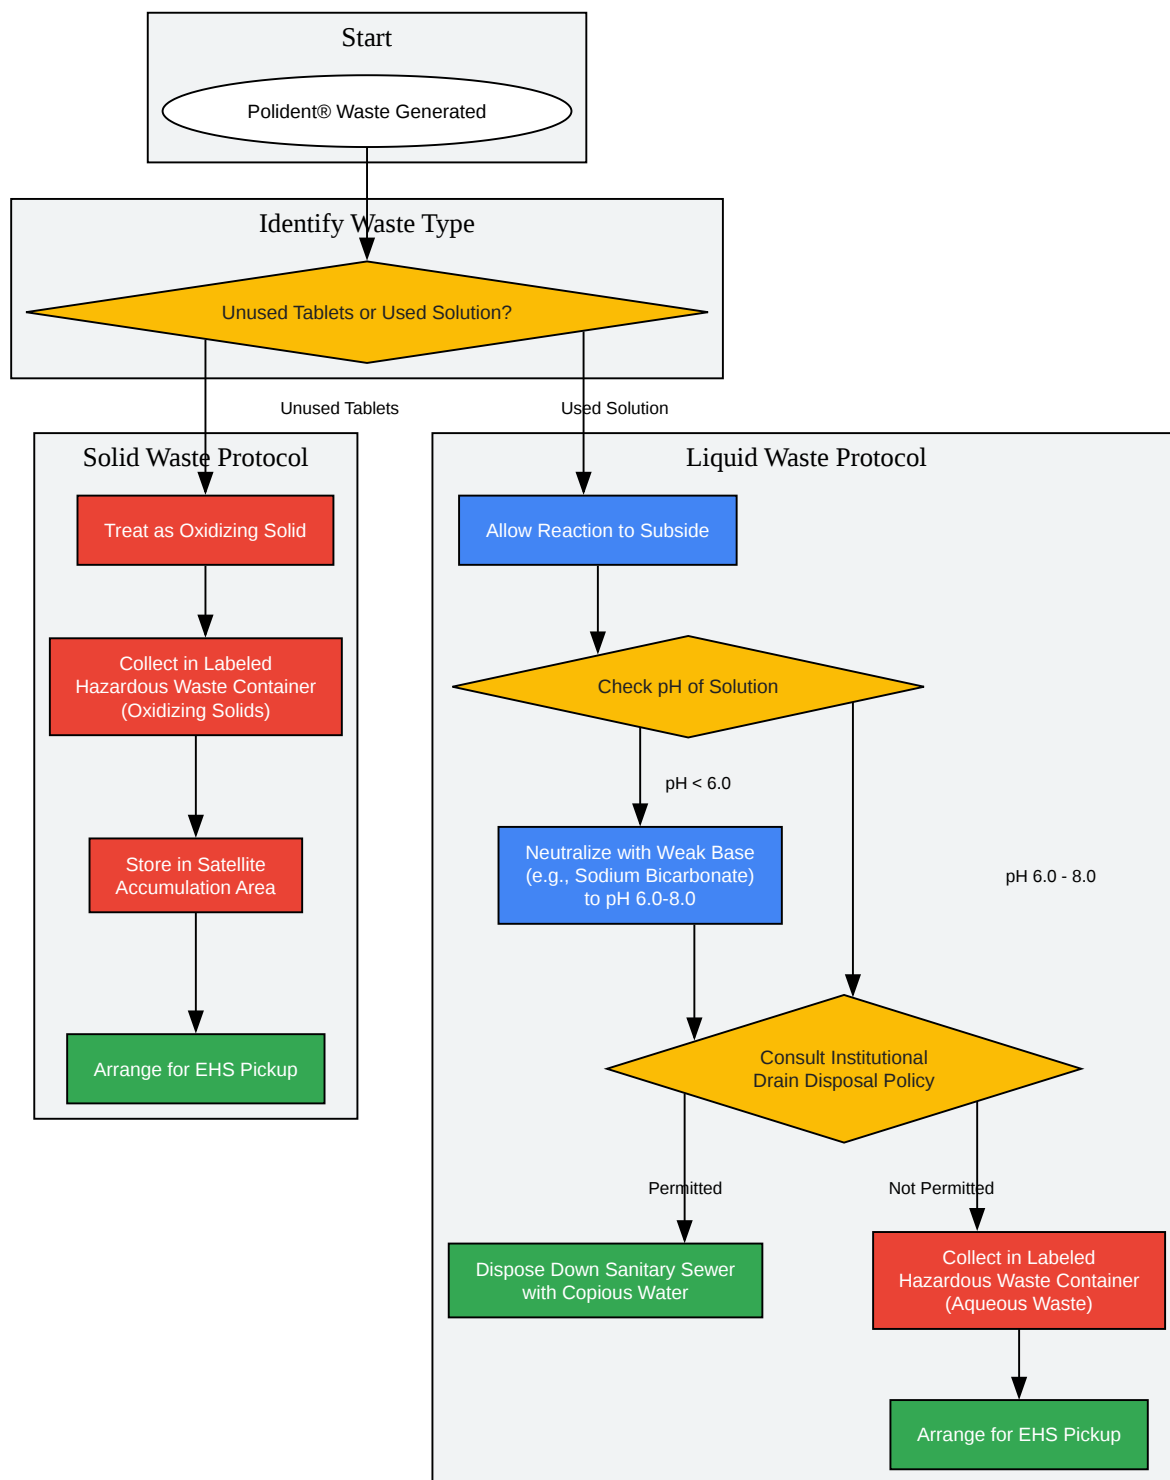 Start
Polident® Waste Generated
Identify Waste Type
Unused Tablets or Used Solution?
Unused Tablets
Used Solution
Solid Waste Protocol
Treat as Oxidizing Solid
Collect in Labeled
Hazardous Waste Container
(Oxidizing Solids)
Store in Satellite
Accumulation Area
Arrange for EHS Pickup
Liquid Waste Protocol
Allow Reaction to Subside
Check pH of Solution
pH < 6.0
Neutralize with Weak Base
(e.g., Sodium Bicarbonate)
to pH 6.0-8.0
pH 6.0 - 8.0
Consult Institutional
Drain Disposal Policy
Permitted
Not Permitted
Dispose Down Sanitary Sewer
with Copious Water
Collect in Labeled
Hazardous Waste Container
(Aqueous Waste)
Arrange for EHS Pickup